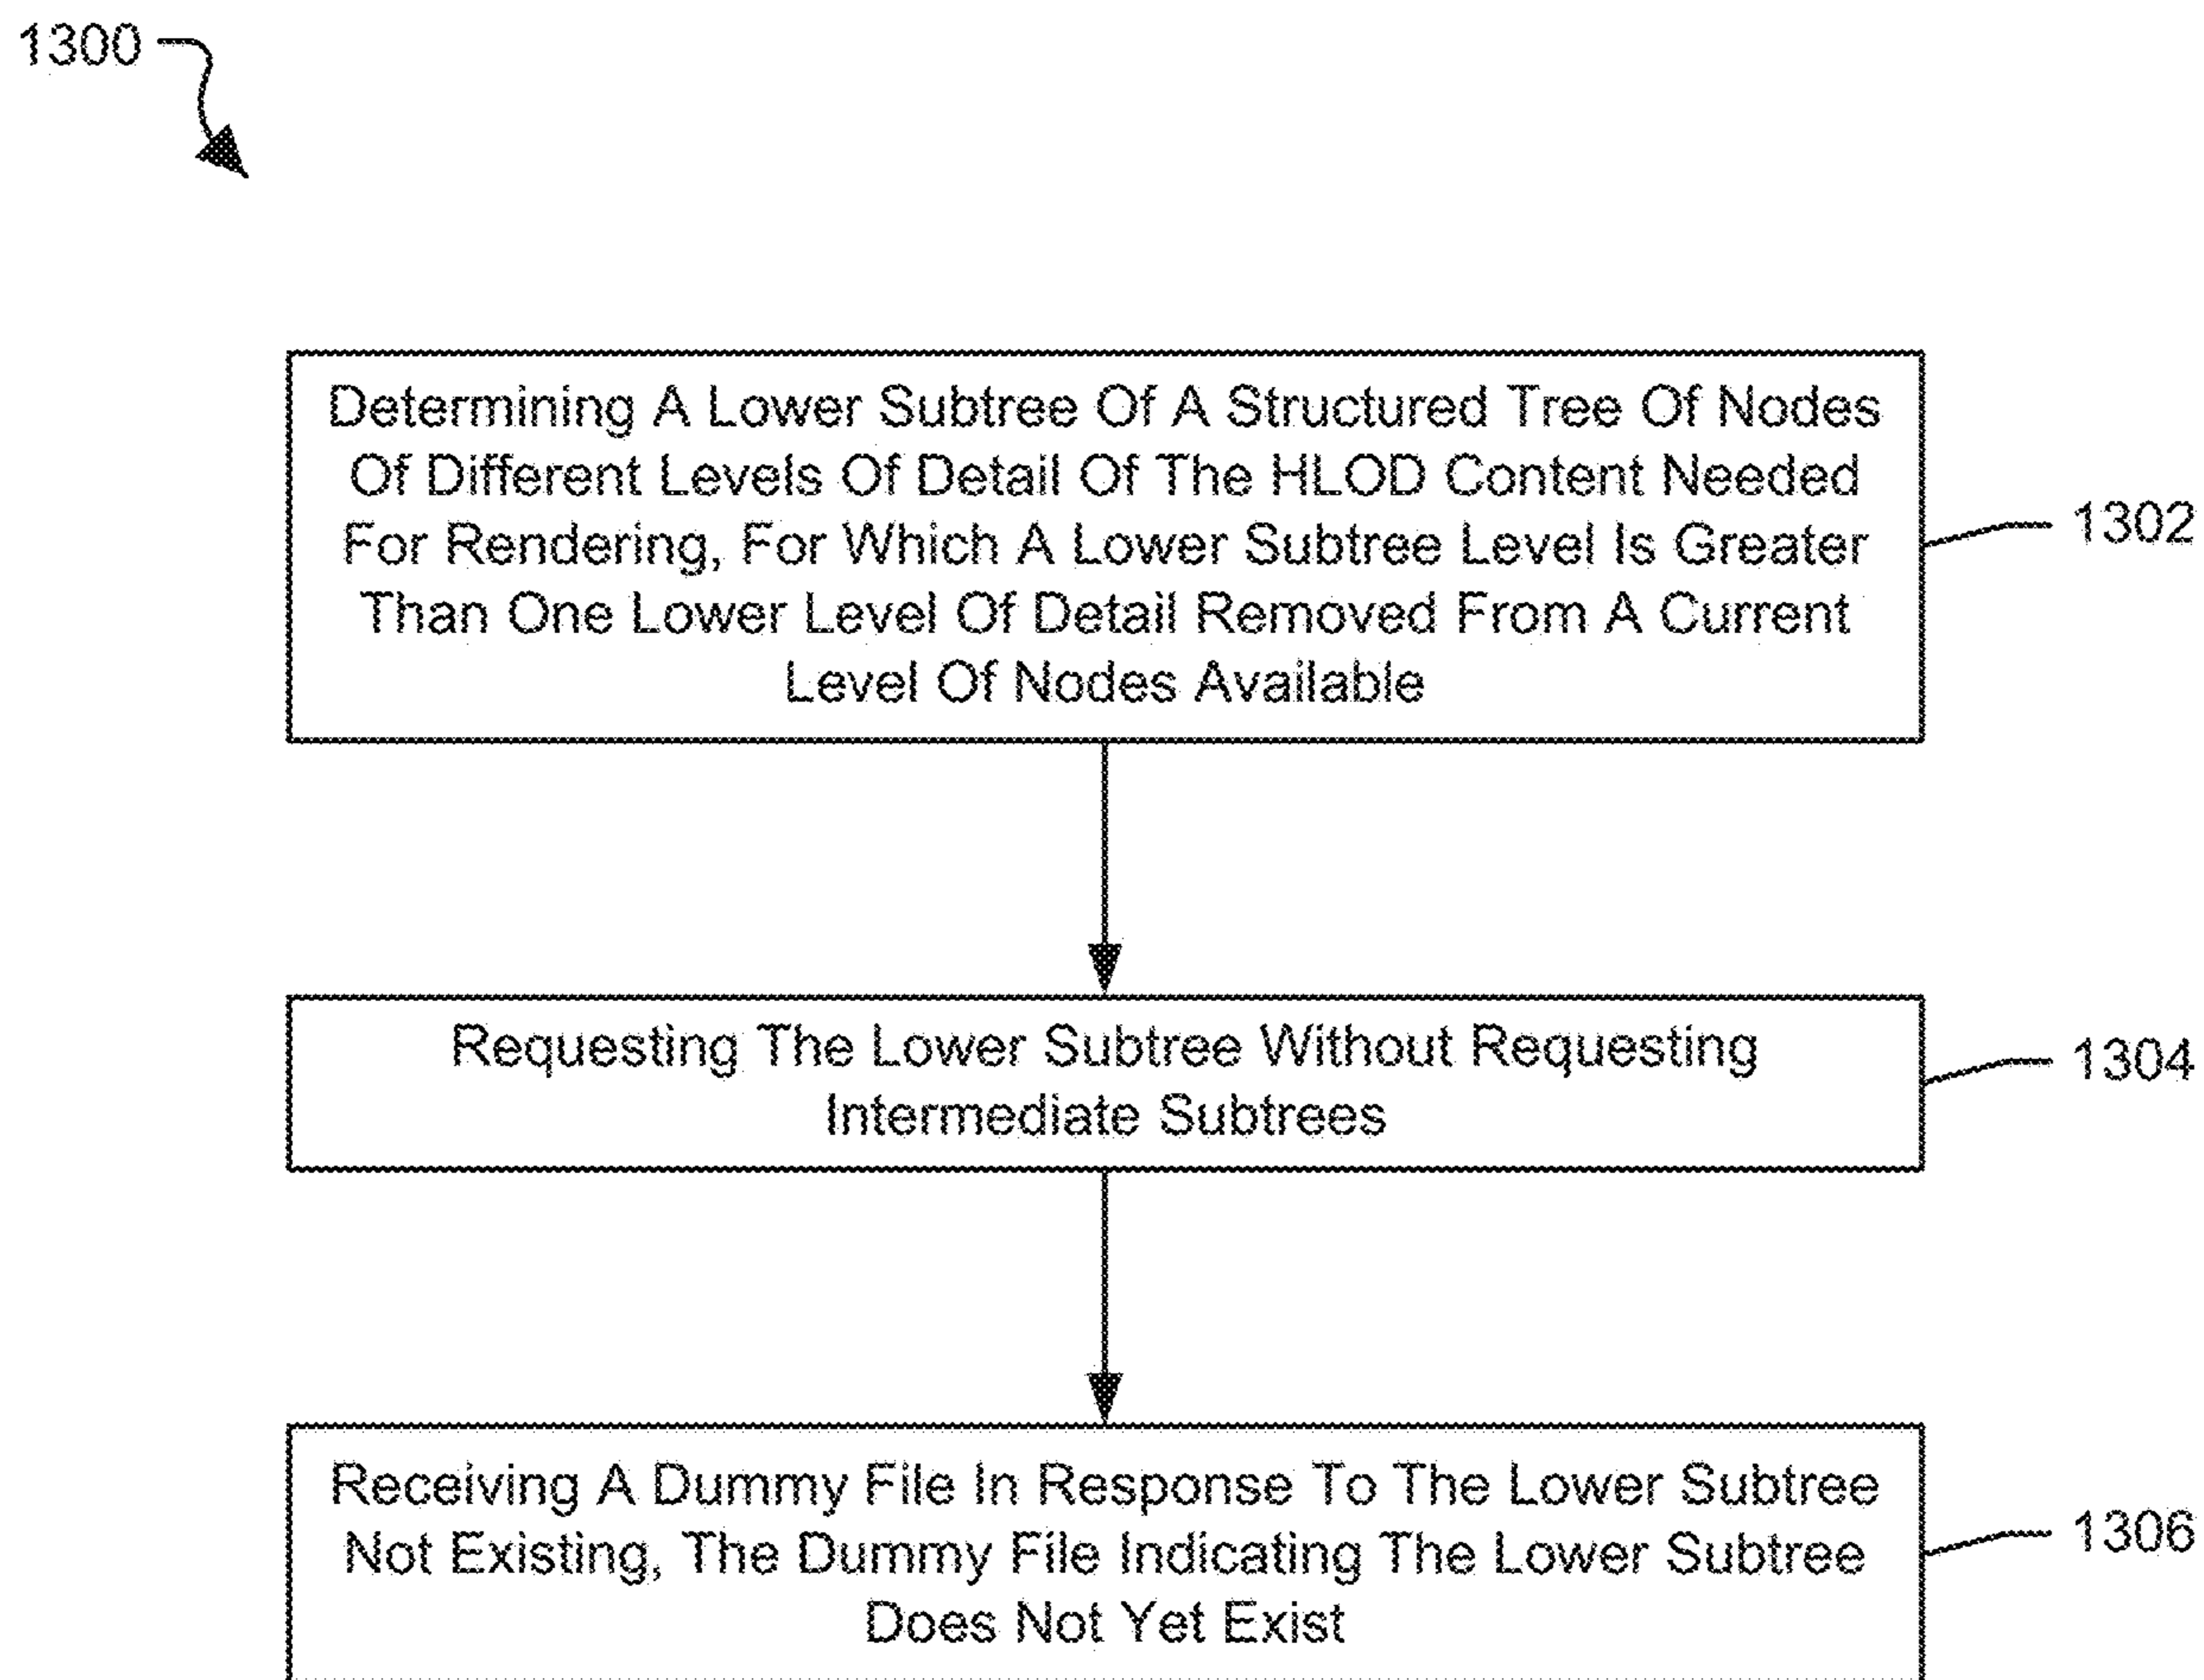 1300
Determining A Lower Subtree Of A Structured Tree Of Nodes
Of Different Levels Of Detail Of The HLOD Content Needed
For Rendering, For Which A Lower Subtree Level Is Greater
Than One Lower Level Of Detail Removed From A Current
Level Of Nodes Available
1302
Requesting The Lower Subtree Without Requesting
Intermediate Subtrees
1304
Receiving A Dummy File In Response To The Lower Subtree
Not Existing, The Dummy File Indicating The Lower Subtree
Does Not Yet Exist
1306